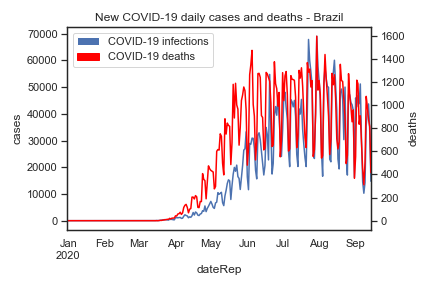 New COVID-19 daily cases and deaths - Brazil
COVID-19 infections
COVID-19 deaths
70000
60000
50000
40000
30000
20000
10000
0
cases
1600
1400
1200
1000
800
600
400
200
0
deaths
Jan Feb Mar Apr May Jun Jul Aug Sep
2020
dateRep